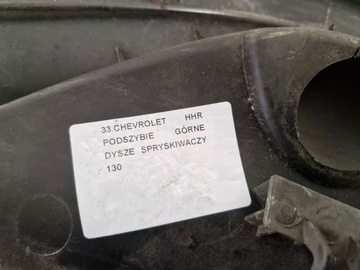 33.CHEVROLET HHR
PODSZYBIE GÓRNE
DYSZE SPRYSKIWACZY
130